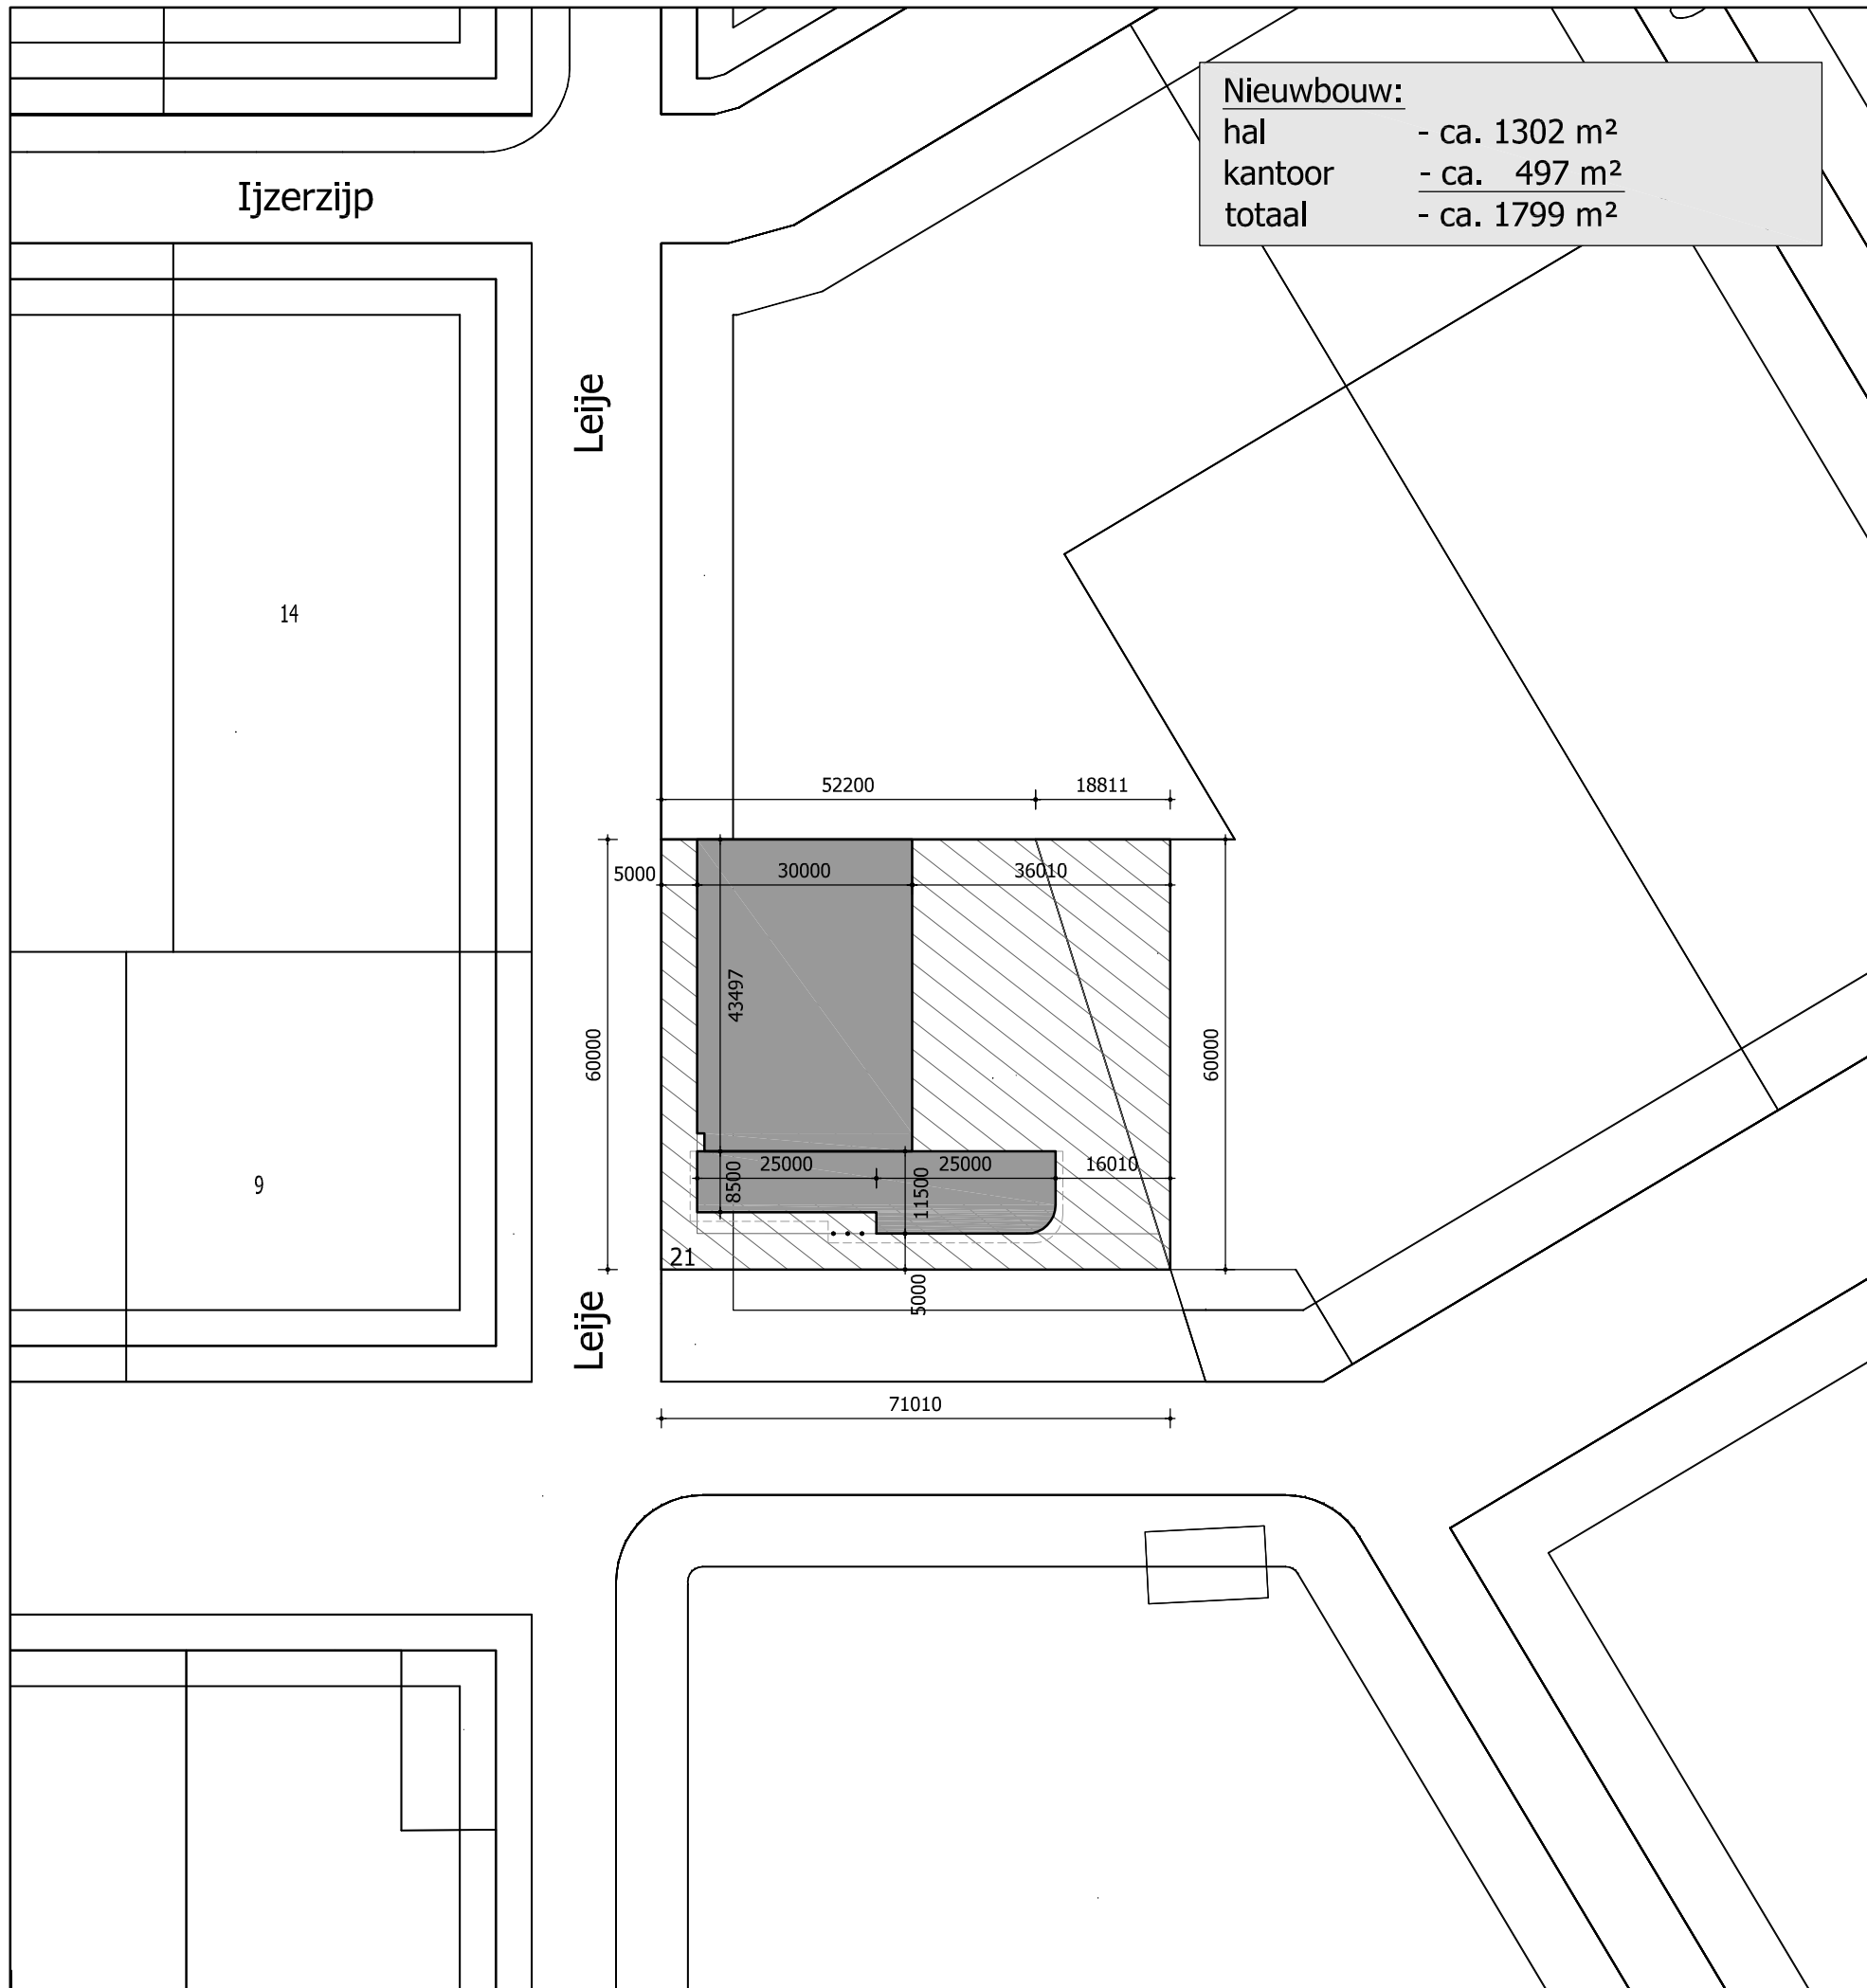 Nieuwbouw:
hal - ca. 1302 m²
kantoor - ca. 497 m²
totaal - ca. 1799 m²
Ijzerzijp
Leije
14
52200 18811
5000 30000 36010
43497
60000 60000
25000 25000 16010
8500 11500
9
21
5000
Leije
71010